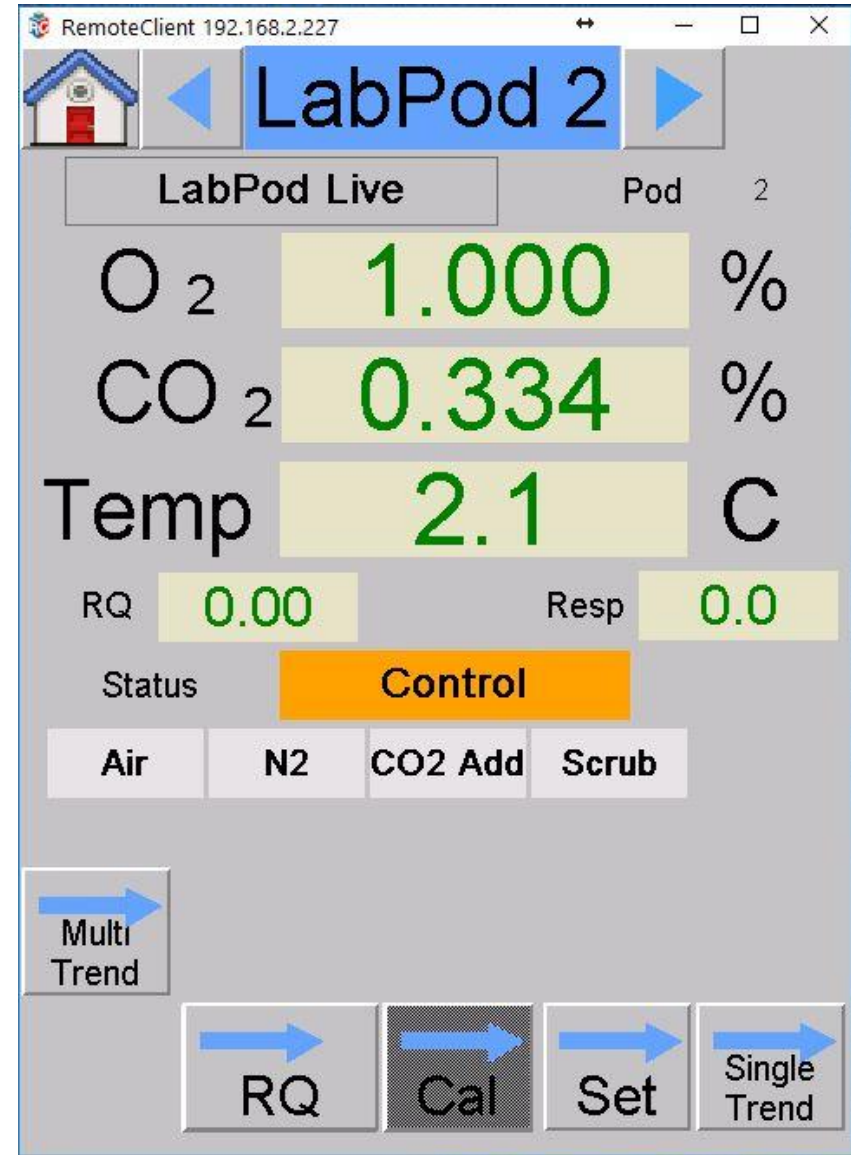 RemoteClient 192.168.2.227
LabPod 2
LabPod Live Pod 2
O 2 1.000 %
CO 2 0.334 %
Temp 2.1 C
RQ 0.00 Resp 0.0
Status Control
Air N2 CO2 Add Scrub
Multi
Trend
RQ Cal Set Single
Trend